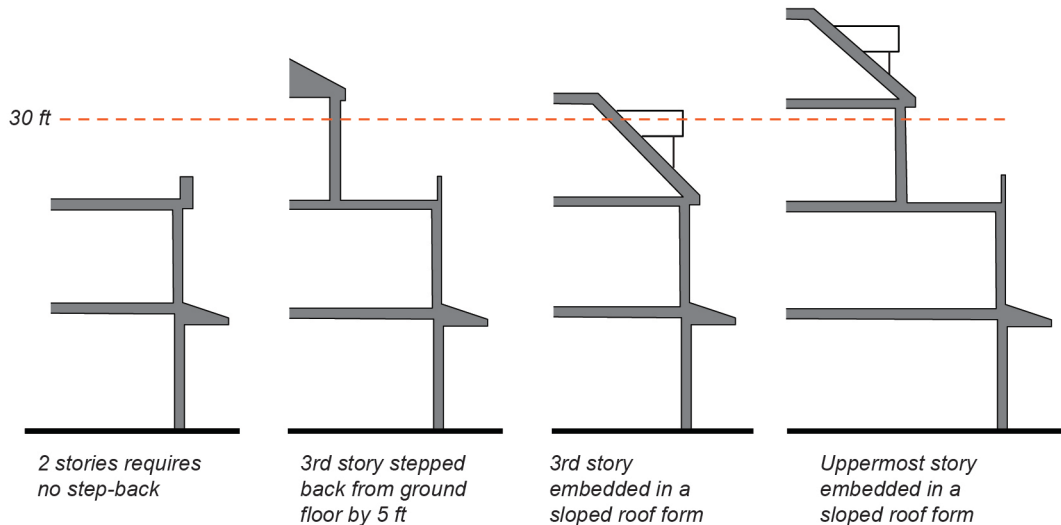 30 ft
2 stories requires
no step-back
3rd story stepped
back from ground
floor by 5 ft
3rd story
embedded in a
sloped roof form
Uppermost story
embedded in a
sloped roof form